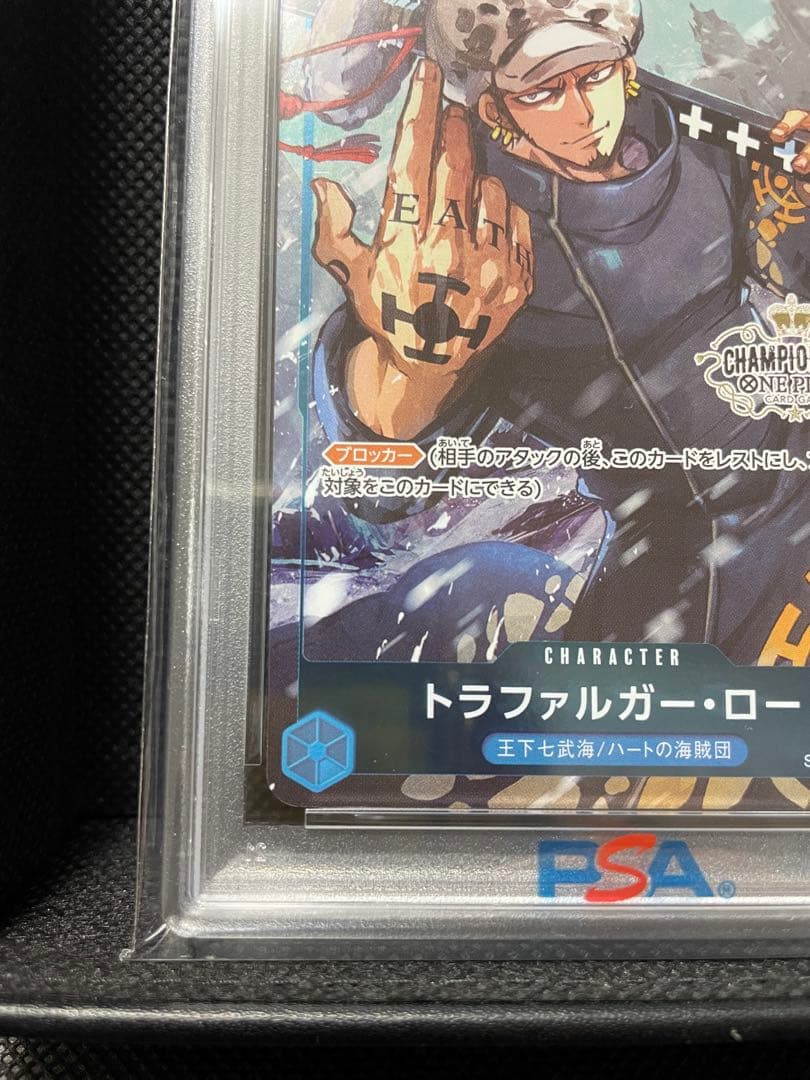 EATH
CHAMPIO
ONE PI
CARD GA
ブロッカー (相手のアタックの後、このカードをレストにし、
対象をこのカードにできる)
CHARACTER
トラファルガー・ロー
王下七武海/ハートの海賊団
S
PSA